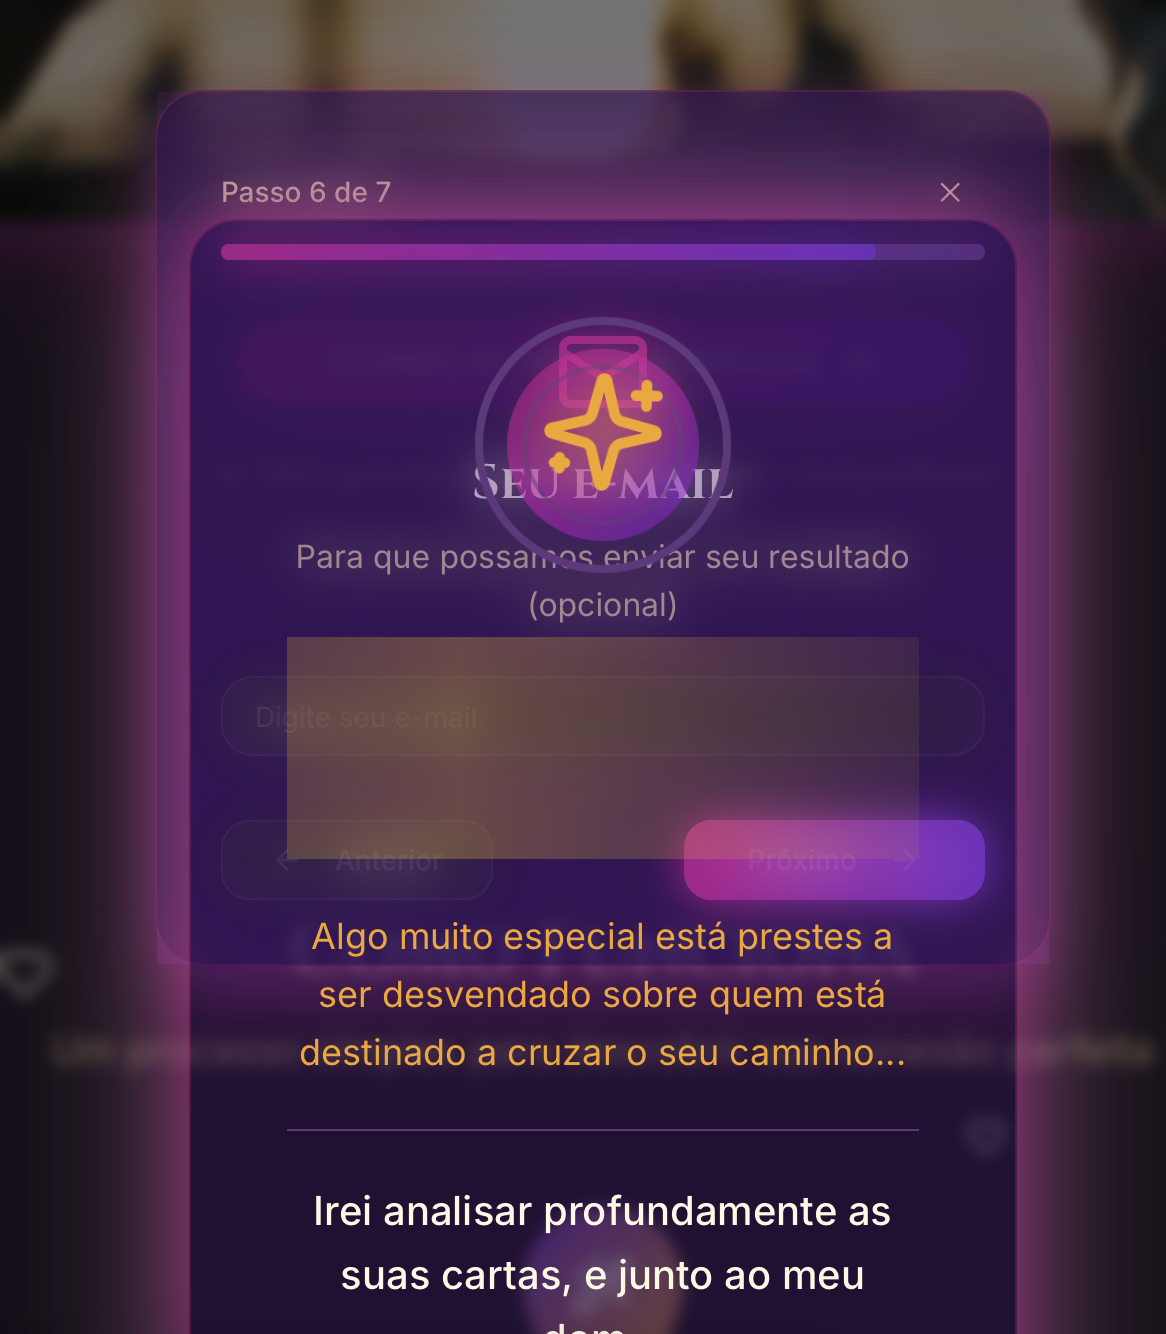 Passo 6 de 7
Seu e-mail
Para que possamos enviar seu resultado
(opcional)
Digite seu e-mail
Anterior
Próximo
Algo muito especial está prestes a
ser desvendado sobre quem está
destinado a cruzar o seu caminho...
Irei analisar profundamente as
suas cartas, e junto ao meu
dom